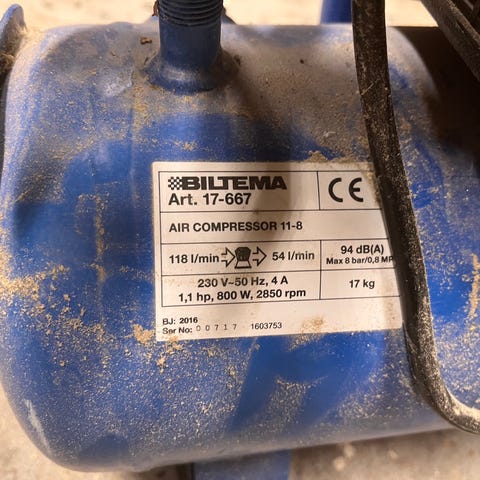 BILTEMA
Art. 17-667
CE
AIR COMPRESSOR 11-8
118 l/min 54 l/min
94 dB(A)
Max 8 bar/0,8 MP
230 V~50 Hz, 4 A
1,1 hp, 800 W, 2850 rpm
17 kg
BJ: 2016
Ser No: 00717 1603753